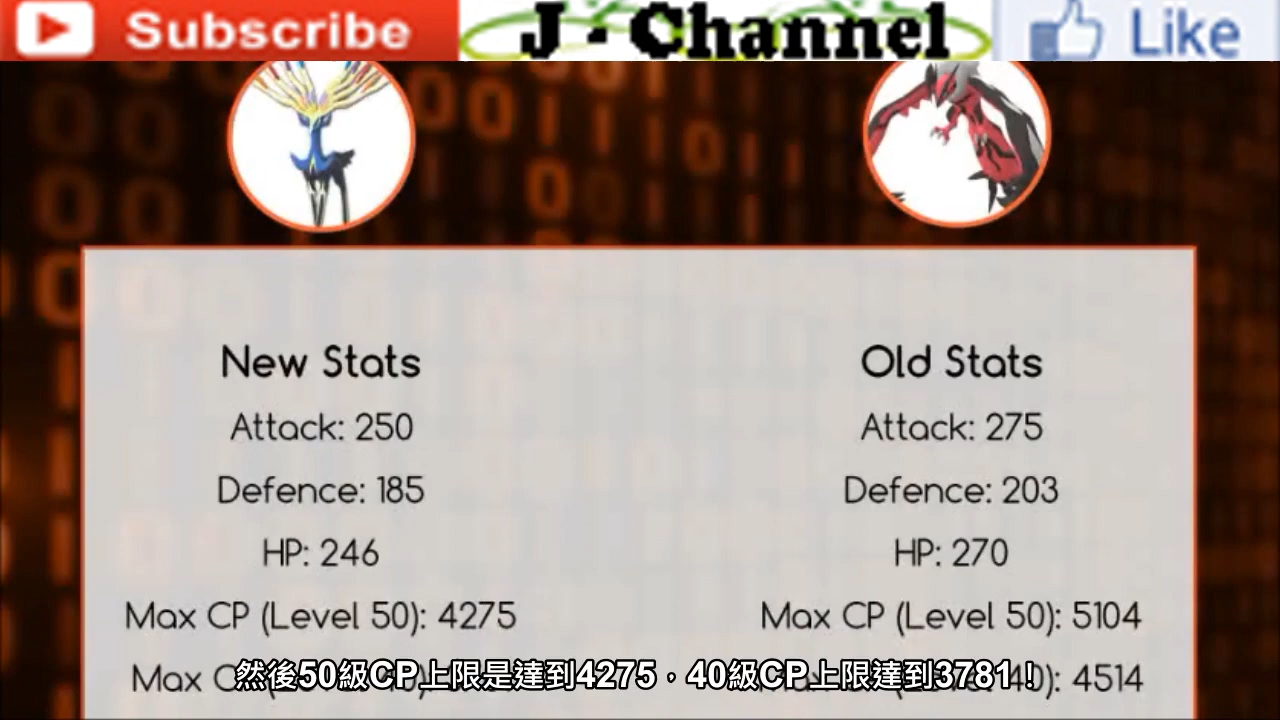 Subscribe
J - Channel
Like
New Stats
Attack: 250
Defence: 185
HP: 246
Max CP (Level 50): 4275
Old Stats
Attack: 275
Defence: 203
HP: 270
Max CP (Level 50): 5104
4514
然後50級CP上限是達到4275，40級CP上限達到3781！